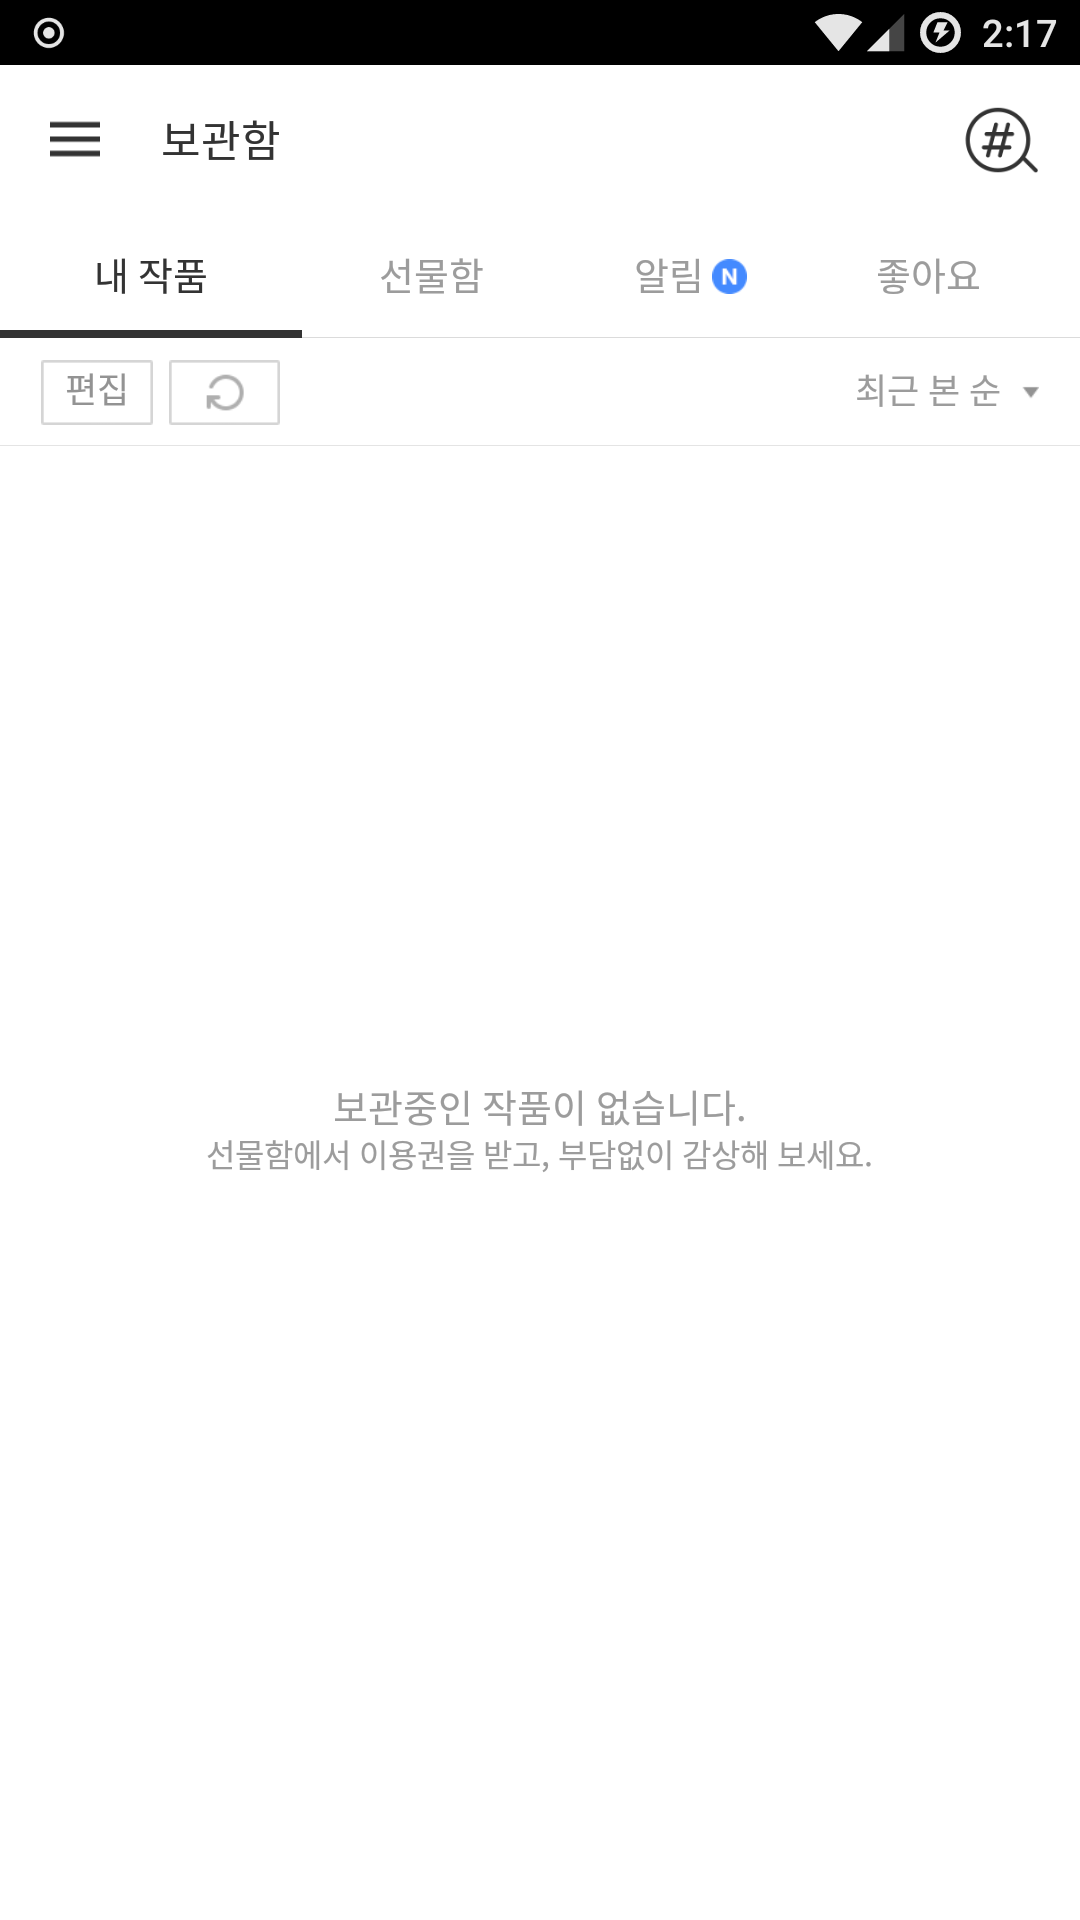 2:17
보관함
#
내 작품 선물함 알림 N 좋아요
편집 최근 본 순
보관중인 작품이 없습니다.
선물함에서 이용권을 받고, 부담없이 감상해 보세요.